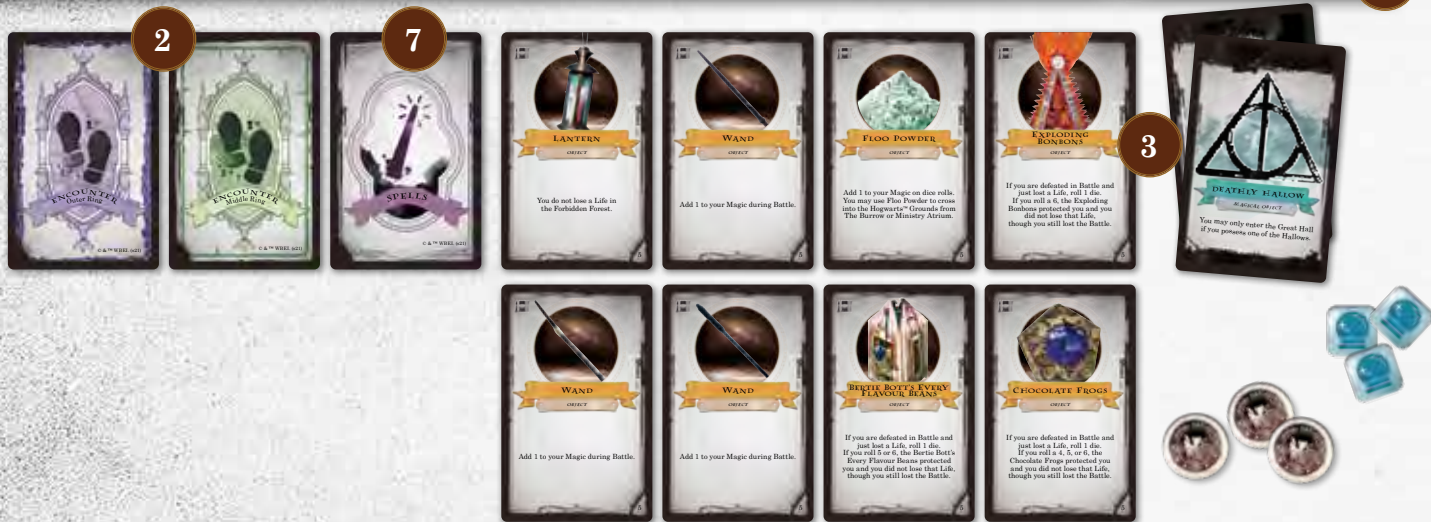 2
7
3
ENCOUNTER
Outer Ring
ENCOUNTER
Middle Ring
SPELLS
LANTERN
OBJECT
You do not lose a Life in
the Forbidden Forest.
5
WAND
OBJECT
Add 1 to your Magic during Battle.
5
FLOO POWDER
OBJECT
Add 1 to your Magic on dice rolls.
You may use Floo Powder to cross
into the Hogwarts™ Grounds from
The Burrow or Ministry Atrium.
5
EXPLODING
BONBONS
OBJECT
If you are defeated in Battle and
just lost a Life, roll 1 die.
If you roll a 6, the Exploding
Bonbons protected you and you
did not lose that Life,
though you still lost the Battle.
5
DEATHLY HALLOW
MAGICAL OBJECT
You may only enter the Great Hall
if you possess one of the Hallows.
WAND
OBJECT
Add 1 to your Magic during Battle.
5
WAND
OBJECT
Add 1 to your Magic during Battle.
5
BERTIE BOTT'S EVERY
FLAVOUR BEANS
OBJECT
If you are defeated in Battle and
just lost a Life, roll 1 die.
If you roll 5 or 6, the Bertie Bott's
Every Flavour Beans protected
you and you did not lose that Life,
though you still lost the Battle.
5
CHOCOLATE FROGS
OBJECT
If you are defeated in Battle and
just lost a Life, roll 1 die.
If you roll a 4, 5, or 6, the
Chocolate Frogs protected you
and you did not lose that Life,
though you still lost the Battle.
5